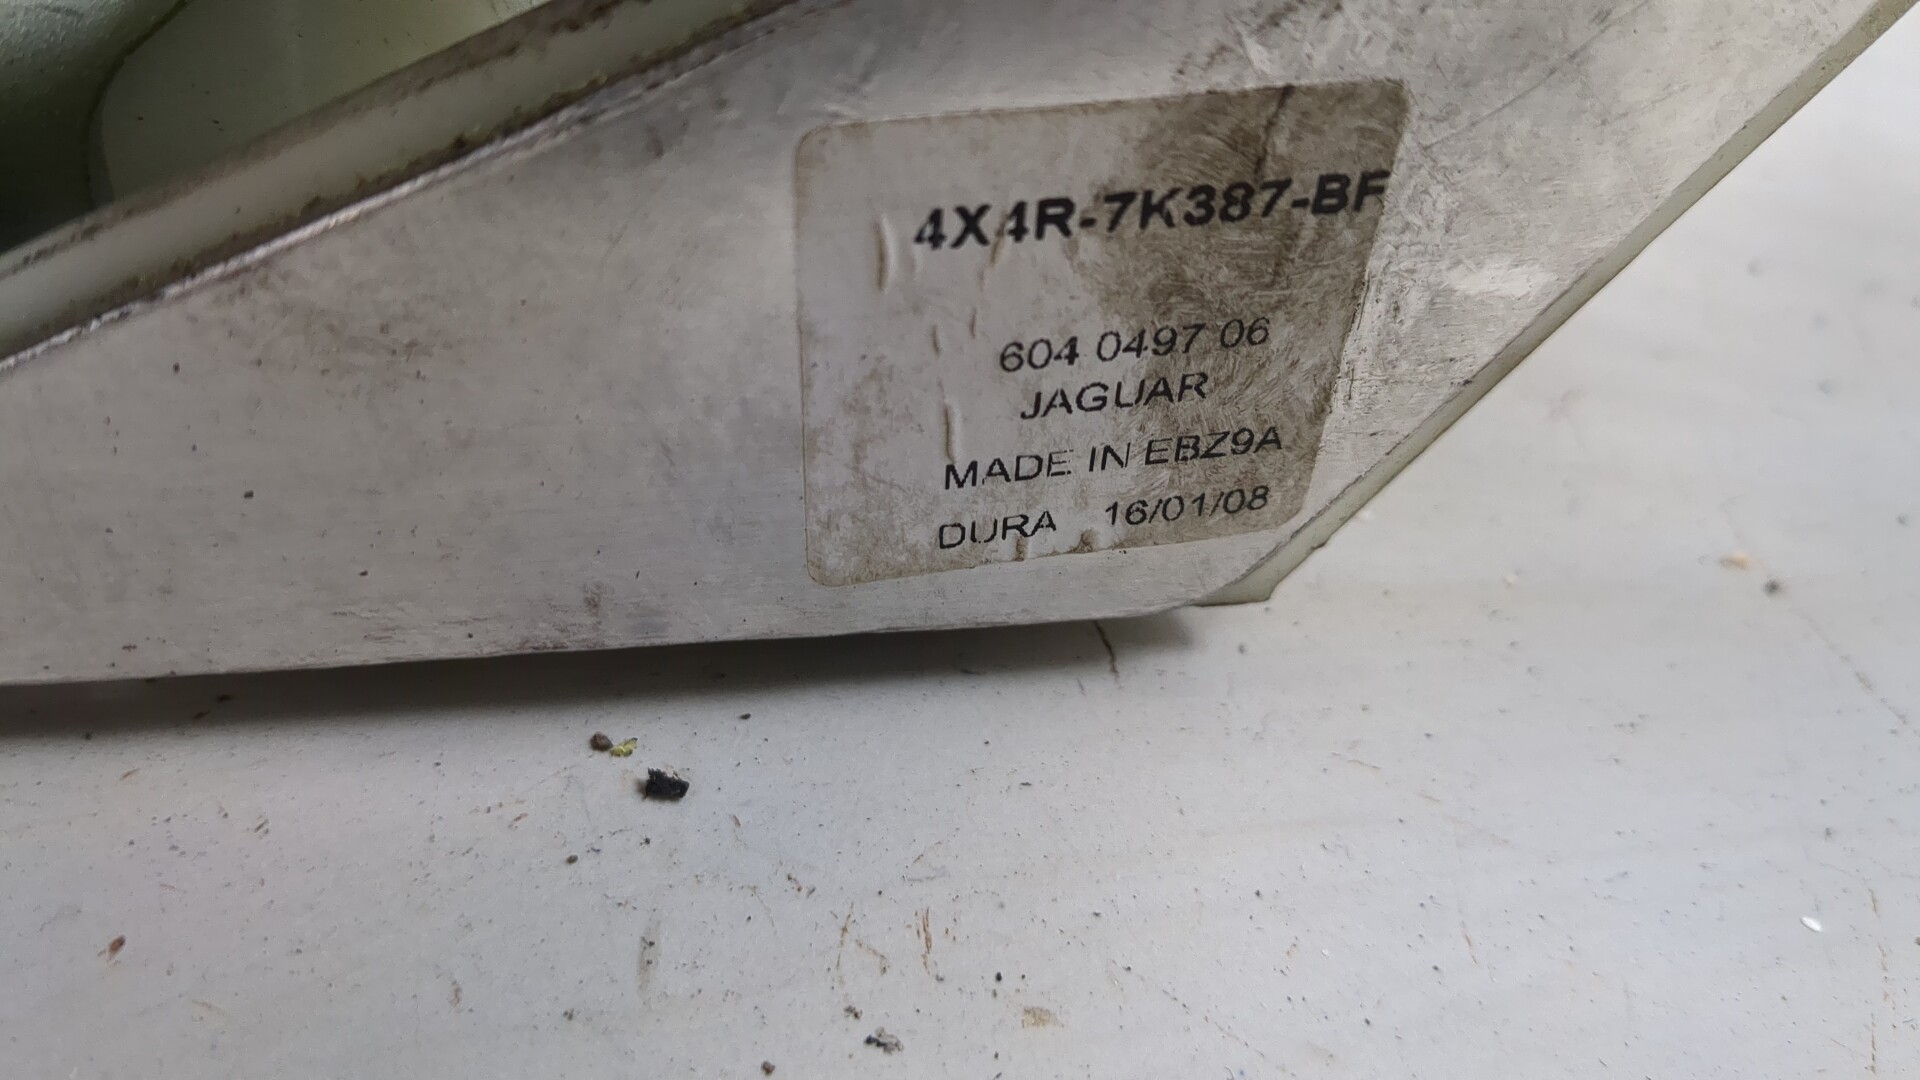 4X4R-7K387-BF
604 0497 06
JAGUAR
MADE IN EBZ9A
DURA 16/01/08